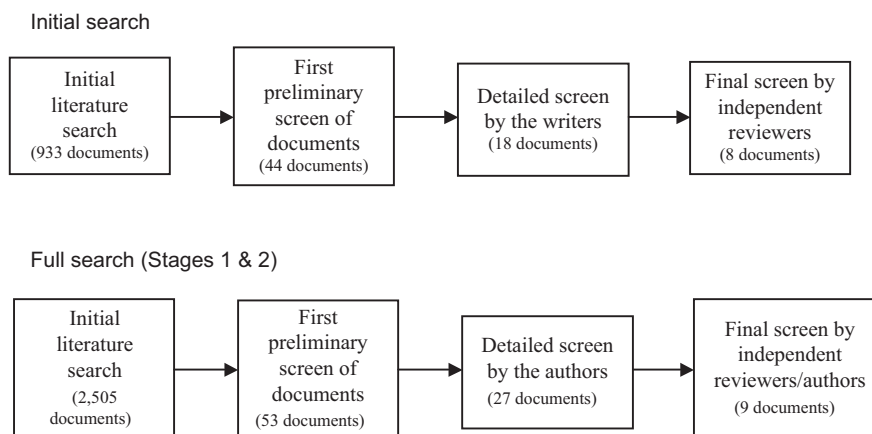 Initial search
Initial
literature
search
(933 documents)
First
preliminary
screen of
documents
(44 documents)
Detailed screen
by the writers
(18 documents)
Final screen by
independent
reviewers
(8 documents)
Full search (Stages 1 & 2)
Initial
literature
search
(2,505
documents)
First
preliminary
screen of
documents
(53 documents)
Detailed screen
by the authors
(27 documents)
Final screen by
independent
reviewers/authors
(9 documents)